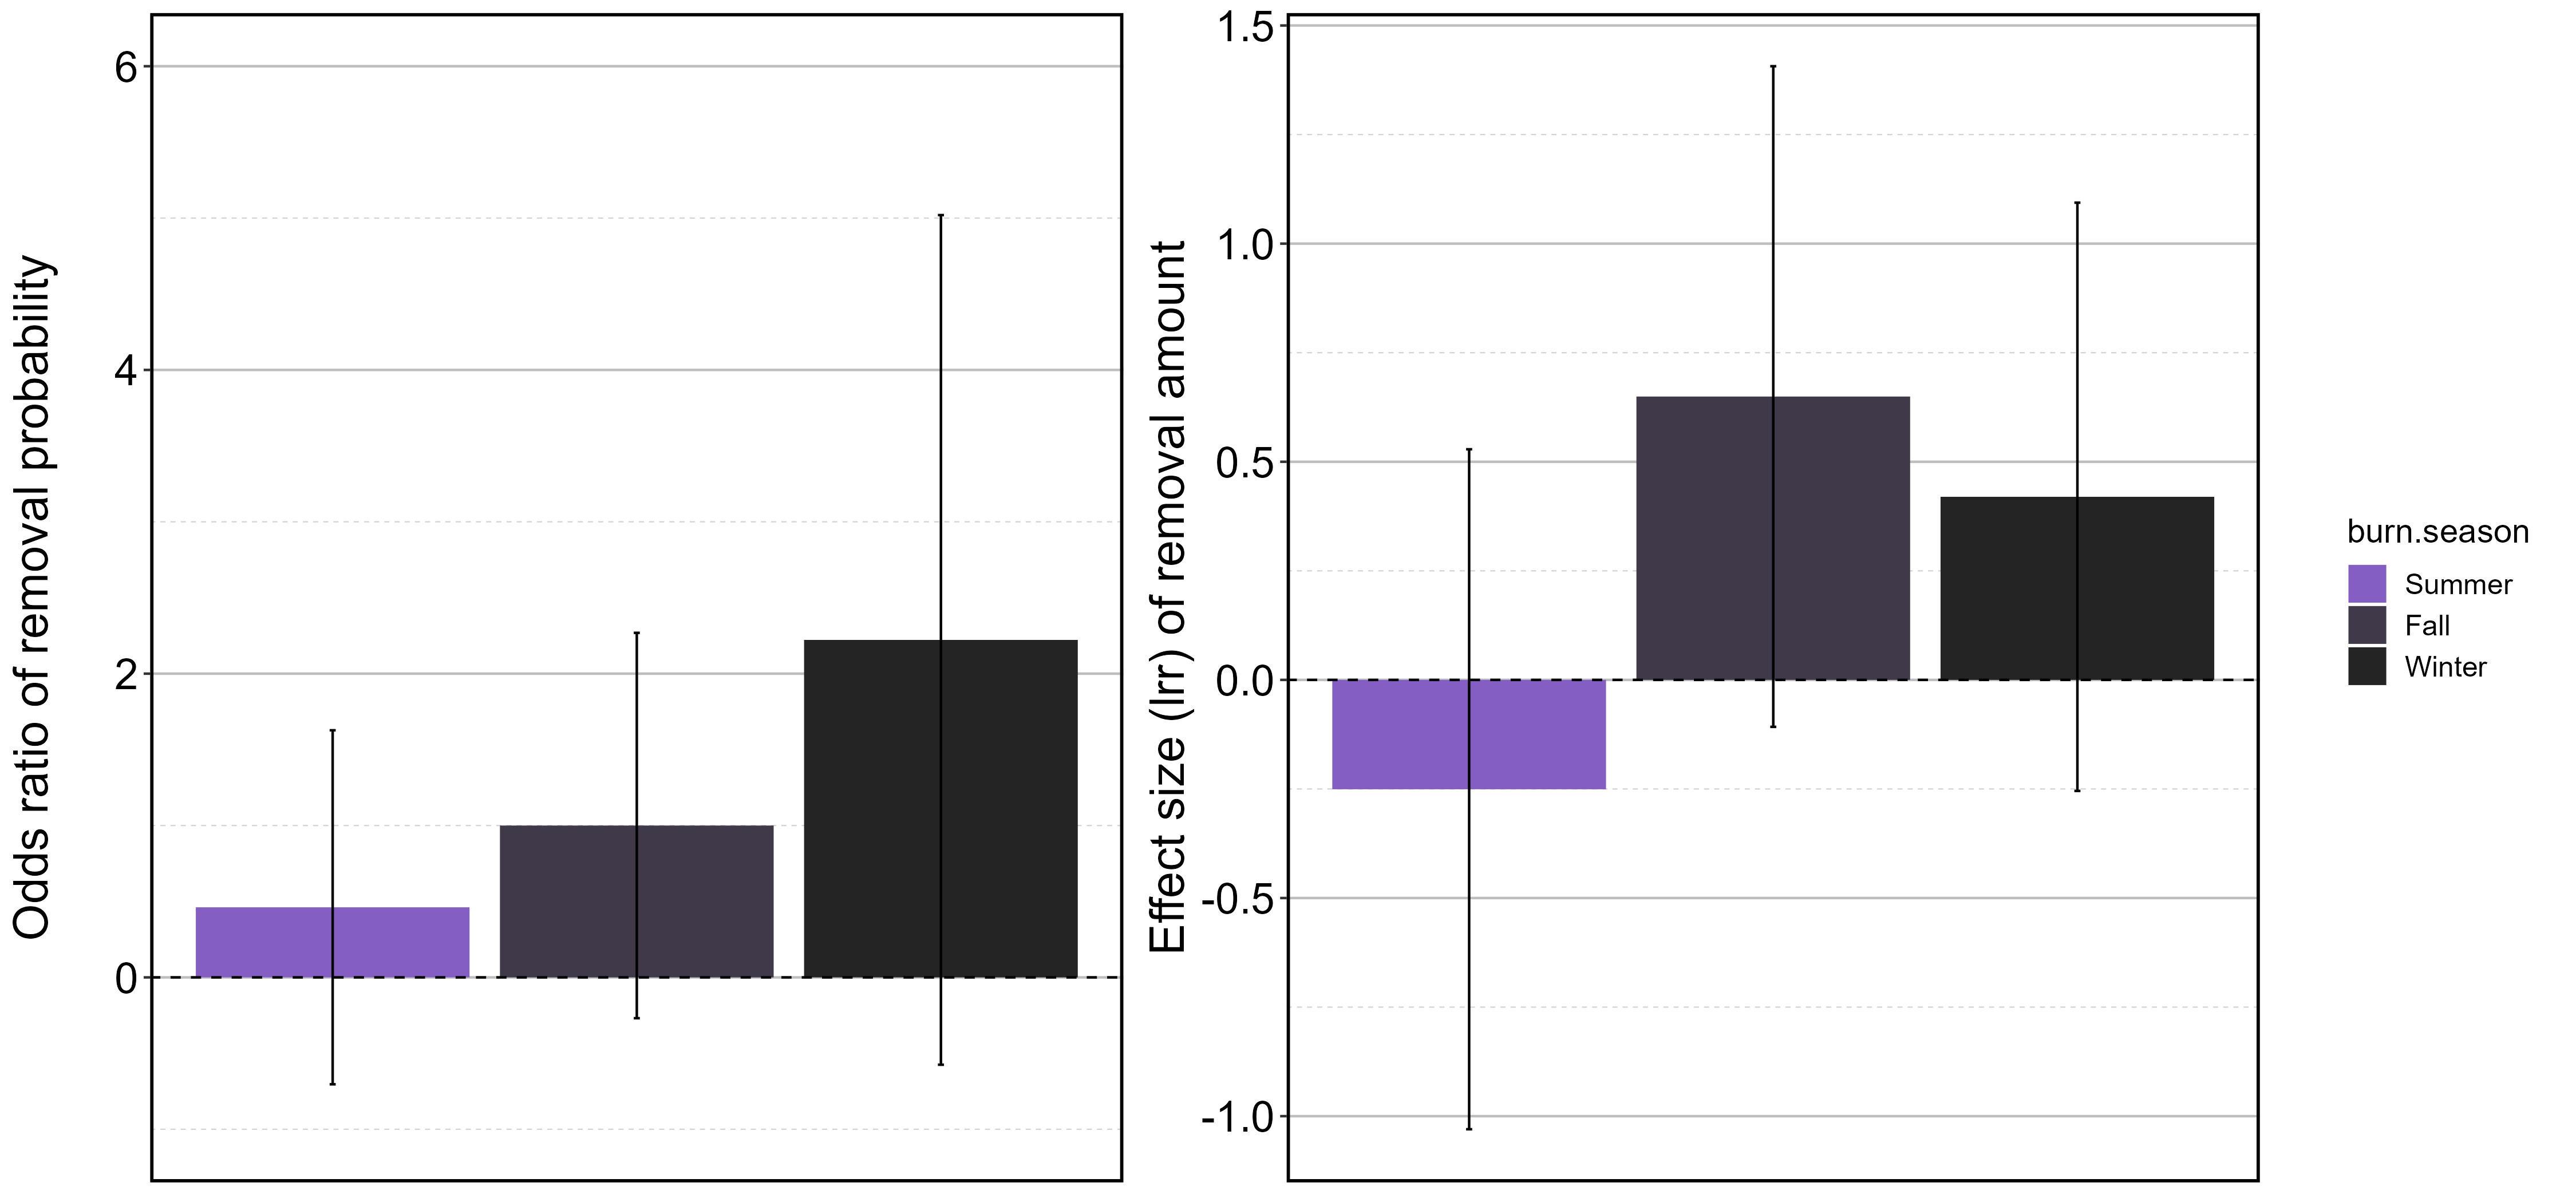 Odds ratio of removal probability
6
4
2
0
Effect size (lrr) of removal amount
1.5
1.0
0.5
0.0
-0.5
-1.0
burn.season
Summer
Fall
Winter